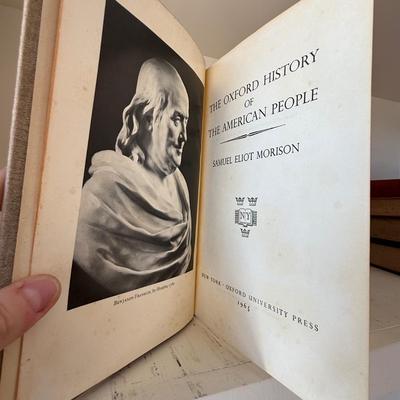 Benjamin Franklin, by Houdon, 1782
THE OXFORD HISTORY
OF
THE AMERICAN PEOPLE
SAMUEL ELIOT MORISON
N Y
NEW YORK · OXFORD UNIVERSITY PRESS
1965